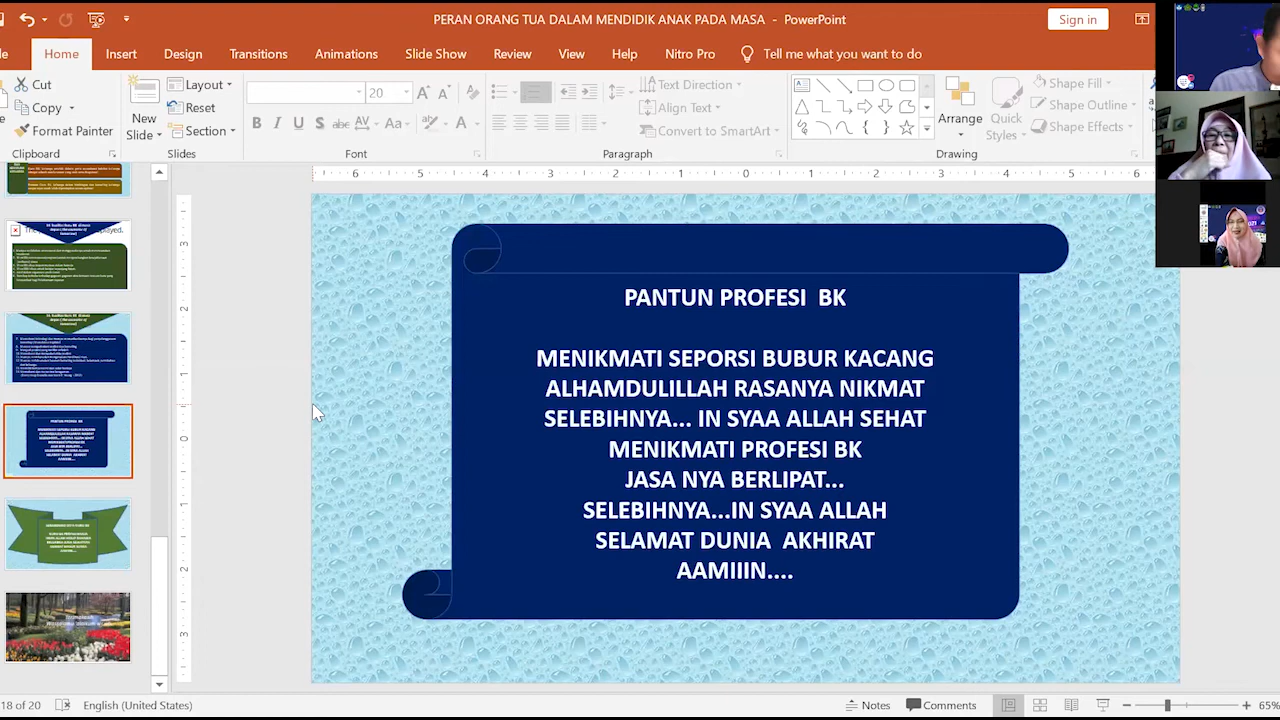 PERAN ORANG TUA DALAM MENDIDIK ANAK PADA MASA - PowerPoint
Sign in
Home Insert Design Transitions Animations Slide Show Review View Help Nitro Pro Tell me what you want to do
Cut
Copy
Format Painter
Clipboard
New Slide
Layout
Reset
Section
Slides
20
Font
Text Direction
Align Text
Convert to SmartArt
Paragraph
Arrange
Quick Styles
Shape Fill
Shape Outline
Shape Effects
Drawing
PANTUN PROFESI BK
MENIKMATI SEPORSI BUBUR KACANG
ALHAMDULILLAH RASANYA NIKMAT
SELEBIHNYA... IN SYAA ALLAH SEHAT
MENIKMATI PROFESI BK
JASA NYA BERLIPAT...
SELEBIHNYA...IN SYAA ALLAH
SELAMAT DUNIA AKHIRAT
AAMIIIN....
18 of 20 English (United States) Notes Comments 65%